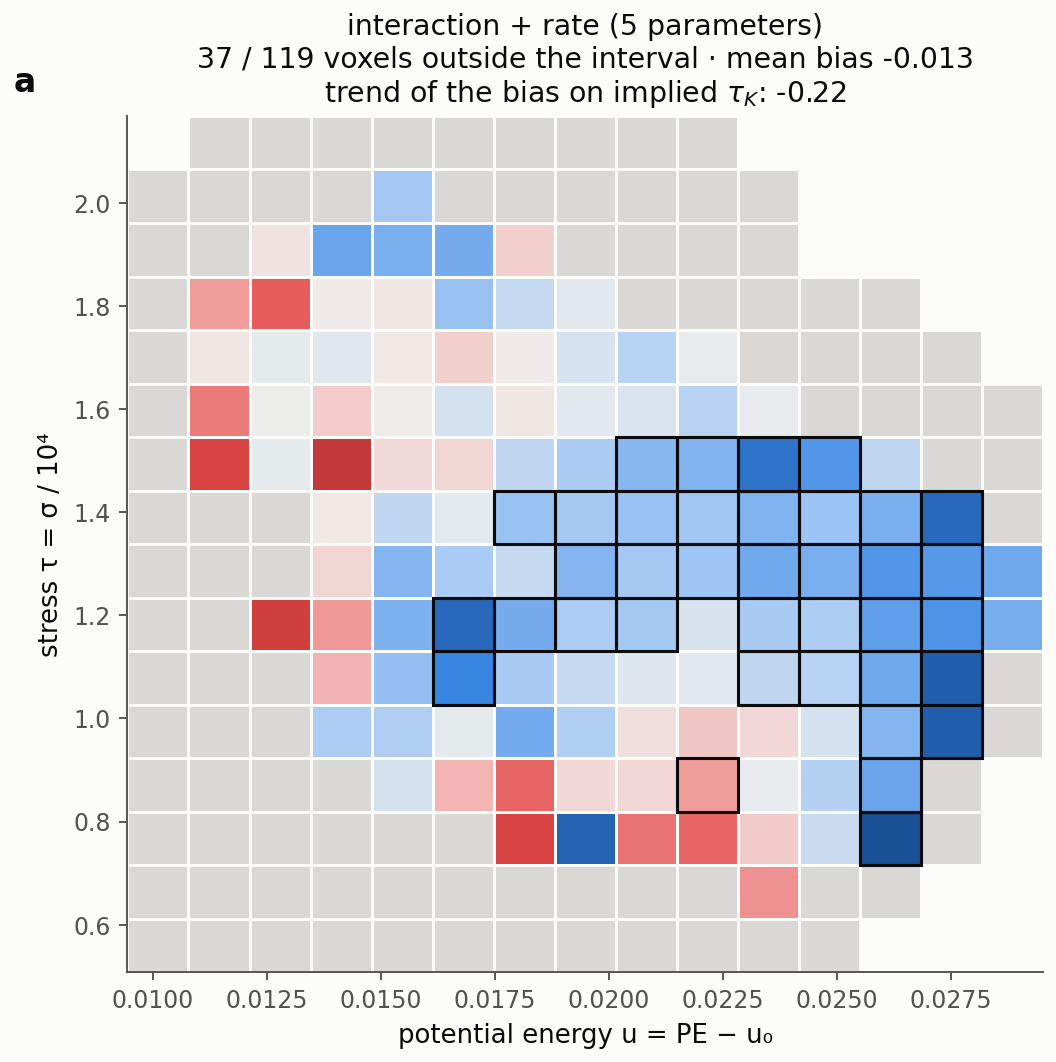 interaction + rate (5 parameters)
37 / 119 voxels outside the interval · mean bias -0.013
trend of the bias on implied τ_K: -0.22
a
2.0
1.8
1.6
1.4
1.2
1.0
0.8
0.6
stress τ = σ / 10⁴
0.0100 0.0125 0.0150 0.0175 0.0200 0.0225 0.0250 0.0275
potential energy u = PE − u₀